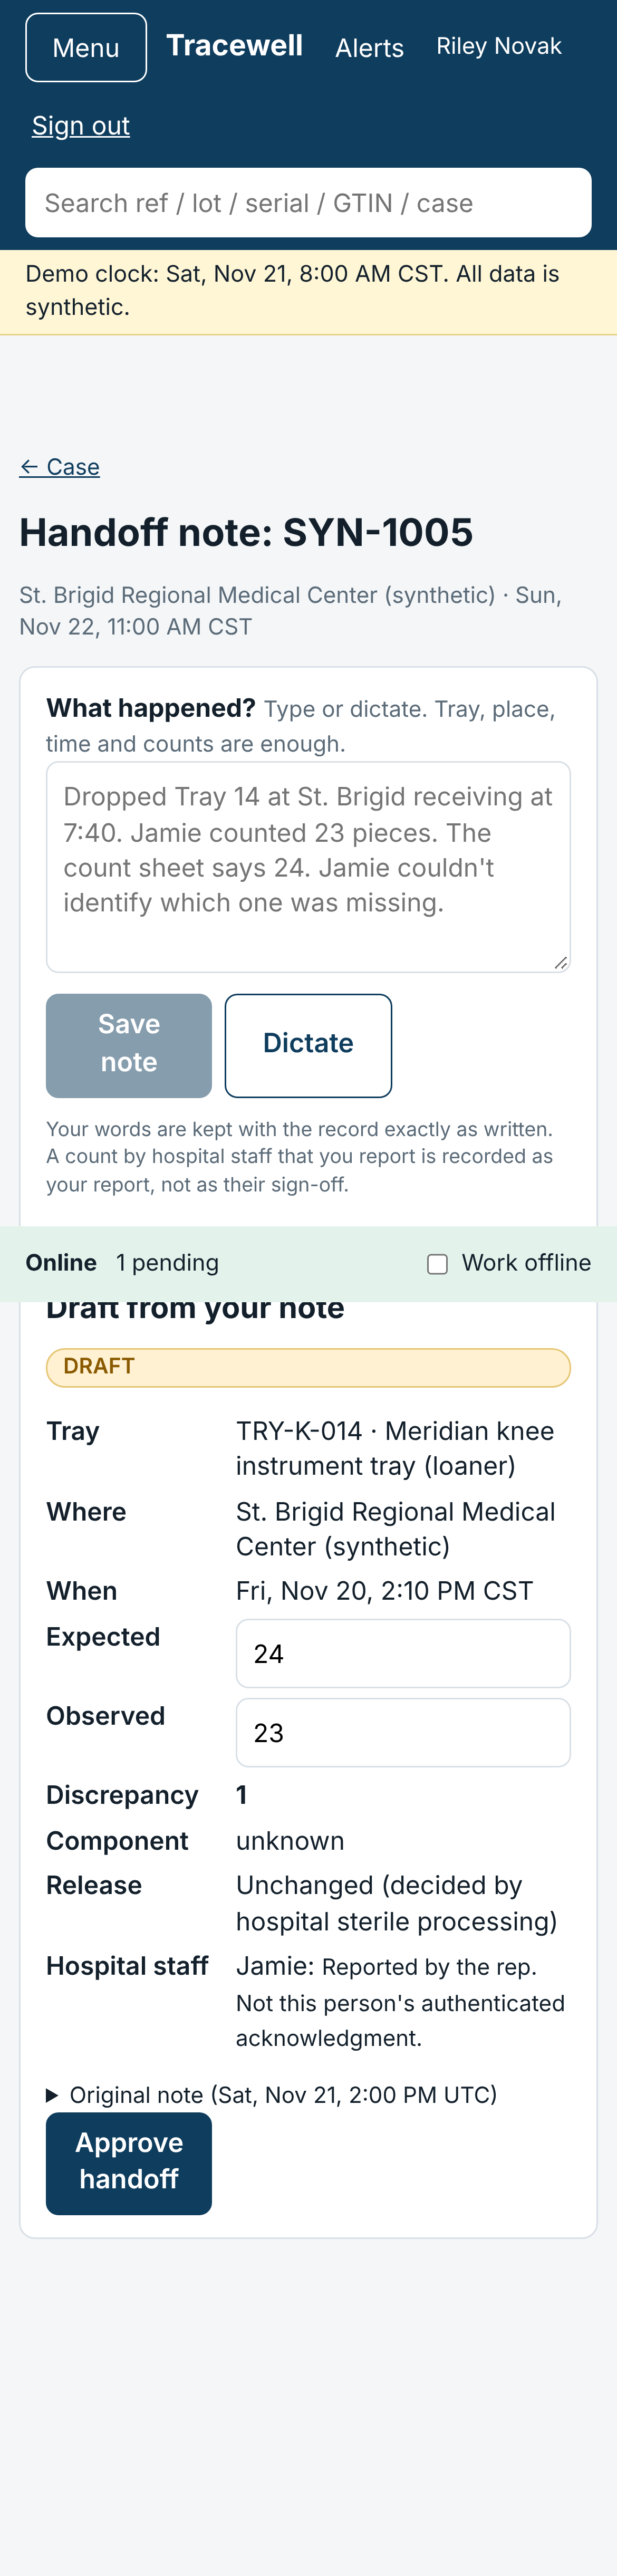 Menu Tracewell Alerts Riley Novak
Sign out
Search ref / lot / serial / GTIN / case
Demo clock: Sat, Nov 21, 8:00 AM CST. All data is
synthetic.
← Case
Handoff note: SYN-1005
St. Brigid Regional Medical Center (synthetic) · Sun,
Nov 22, 11:00 AM CST
What happened? Type or dictate. Tray, place,
time and counts are enough.
Dropped Tray 14 at St. Brigid receiving at
7:40. Jamie counted 23 pieces. The
count sheet says 24. Jamie couldn't
identify which one was missing.
Save
note
Dictate
Your words are kept with the record exactly as written.
A count by hospital staff that you report is recorded as
your report, not as their sign-off.
Online 1 pending Work offline
Draft from your note
DRAFT
Tray TRY-K-014 · Meridian knee
instrument tray (loaner)
Where St. Brigid Regional Medical
Center (synthetic)
When Fri, Nov 20, 2:10 PM CST
Expected 24
Observed 23
Discrepancy 1
Component unknown
Release Unchanged (decided by
hospital sterile processing)
Hospital staff Jamie: Reported by the rep.
Not this person's authenticated
acknowledgment.
▶ Original note (Sat, Nov 21, 2:00 PM UTC)
Approve
handoff